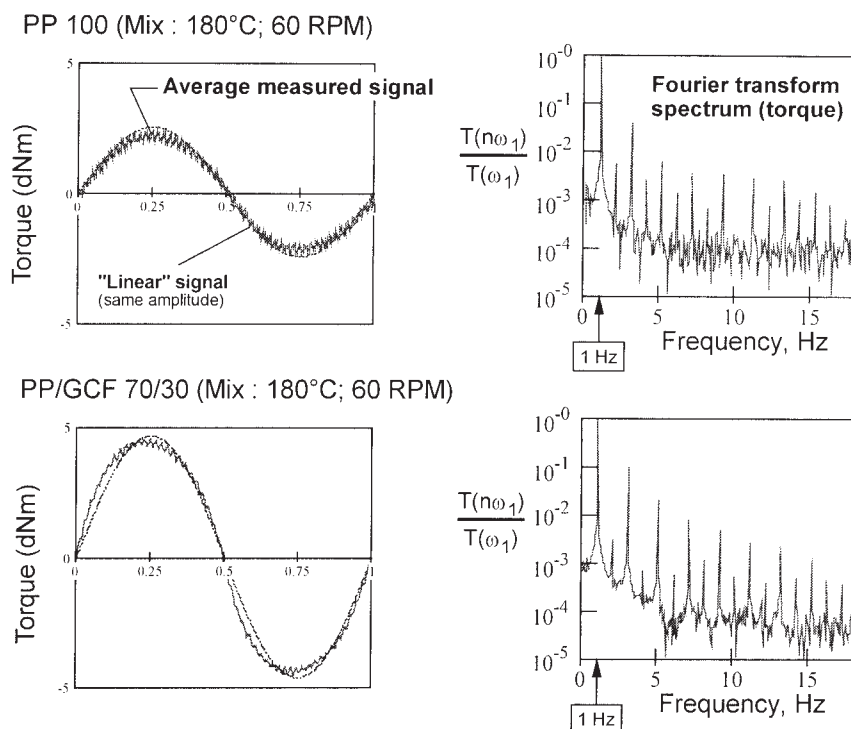 PP 100 (Mix : 180°C; 60 RPM)
5
Average measured signal
0
0.25
0.5
0.75
1
Torque (dNm)
"Linear" signal
(same amplitude)
-5
10⁻⁰
Fourier transform
spectrum (torque)
10⁻¹
T(nω₁)
T(ω₁)
10⁻²
10⁻³
10⁻⁴
10⁻⁵
0
5
10
15
Frequency, Hz
1 Hz
PP/GCF 70/30 (Mix : 180°C; 60 RPM)
5
0
0
0.25
0.5
0.75
1
Torque (dNm)
-5
10⁻⁰
10⁻¹
T(nω₁)
T(ω₁)
10⁻²
10⁻³
10⁻⁴
10⁻⁵
0
5
10
15
Frequency, Hz
1 Hz